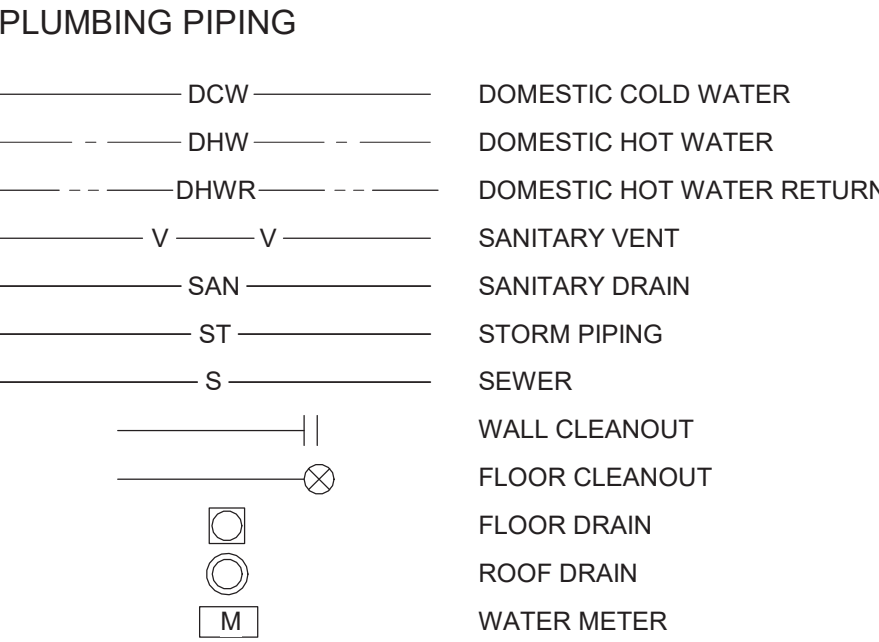 PLUMBING PIPING
DCW DOMESTIC COLD WATER
DHW DOMESTIC HOT WATER
DHWR DOMESTIC HOT WATER RETURN
V V SANITARY VENT
SAN SANITARY DRAIN
ST STORM PIPING
S SEWER
WALL CLEANOUT
FLOOR CLEANOUT
FLOOR DRAIN
ROOF DRAIN
M WATER METER